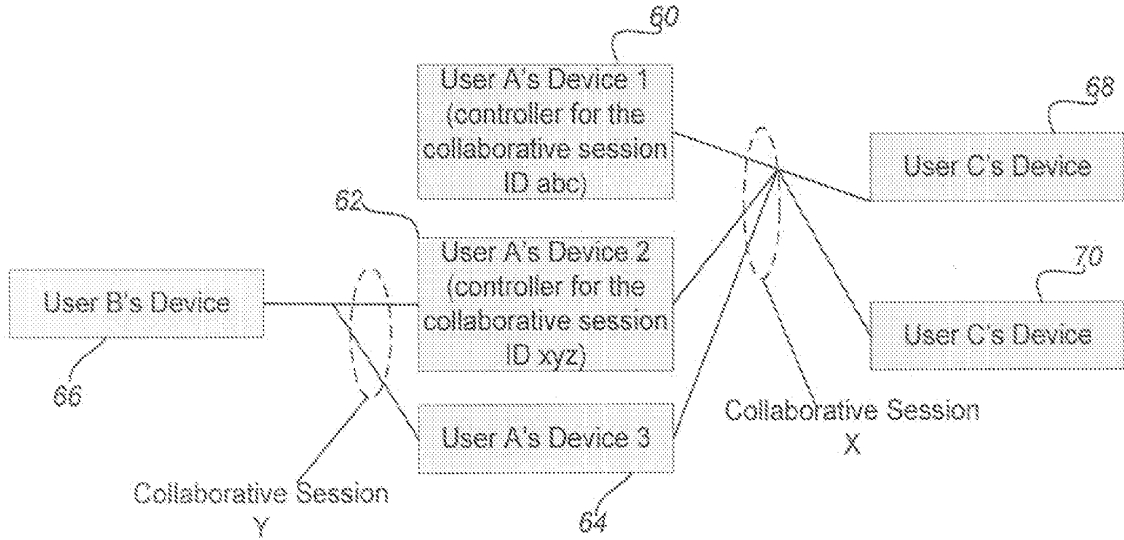 60
User A's Device 1
(controller for the
collaborative session
ID abc)
68
User C's Device
62
User A's Device 2
(controller for the
collaborative session
ID xyz)
User B's Device
66
70
User C's Device
User A's Device 3
64
Collaborative Session
X
Collaborative Session
Y